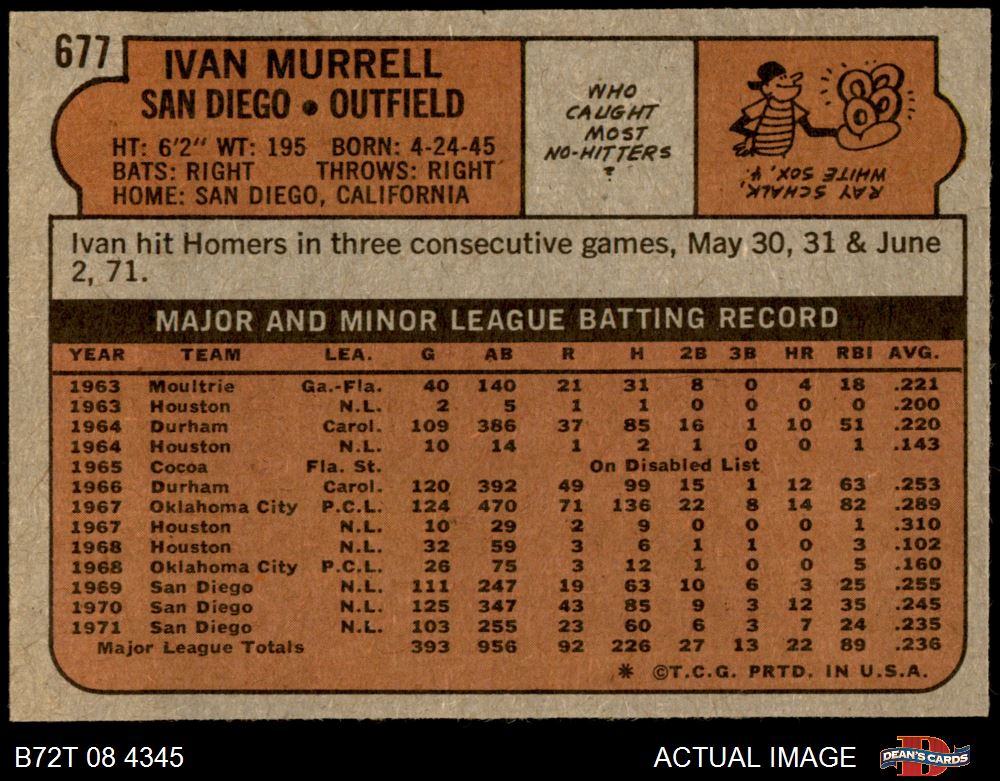 677
IVAN MURRELL
SAN DIEGO • OUTFIELD
HT: 6'2" WT: 195 BORN: 4-24-45
BATS: RIGHT THROWS: RIGHT
HOME: SAN DIEGO, CALIFORNIA
WHO
CAUGHT
MOST
NO-HITTERS
?
RAY SCHALK,
WHITE SOX, 4.
Ivan hit Homers in three consecutive games, May 30, 31 & June
2, 71.
MAJOR AND MINOR LEAGUE BATTING RECORD
YEAR TEAM LEA. G AB R H 2B 3B HR RBI AVG.
1963 Moultrie Ga.-Fla. 40 140 21 31 8 0 4 18 .221
1963 Houston N.L. 2 5 1 1 0 0 0 0 .200
1964 Durham Carol. 109 386 37 85 16 1 10 51 .220
1964 Houston N.L. 10 14 1 2 1 0 0 1 .143
1965 Cocoa Fla. St. On Disabled List
1966 Durham Carol. 120 392 49 99 15 1 12 63 .253
1967 Oklahoma City P.C.L. 124 470 71 136 22 8 14 82 .289
1967 Houston N.L. 10 29 2 9 0 0 0 1 .310
1968 Houston N.L. 32 59 3 6 1 1 0 3 .102
1968 Oklahoma City P.C.L. 26 75 3 12 1 0 0 5 .160
1969 San Diego N.L. 111 247 19 63 10 6 3 25 .255
1970 San Diego N.L. 125 347 43 85 9 3 12 35 .245
1971 San Diego N.L. 103 255 23 60 6 3 7 24 .235
Major League Totals 393 956 92 226 27 13 22 89 .236
* ©T.C.G. PRTD. IN U.S.A.
B72T 08 4345
ACTUAL IMAGE
DEAN'S CARDS